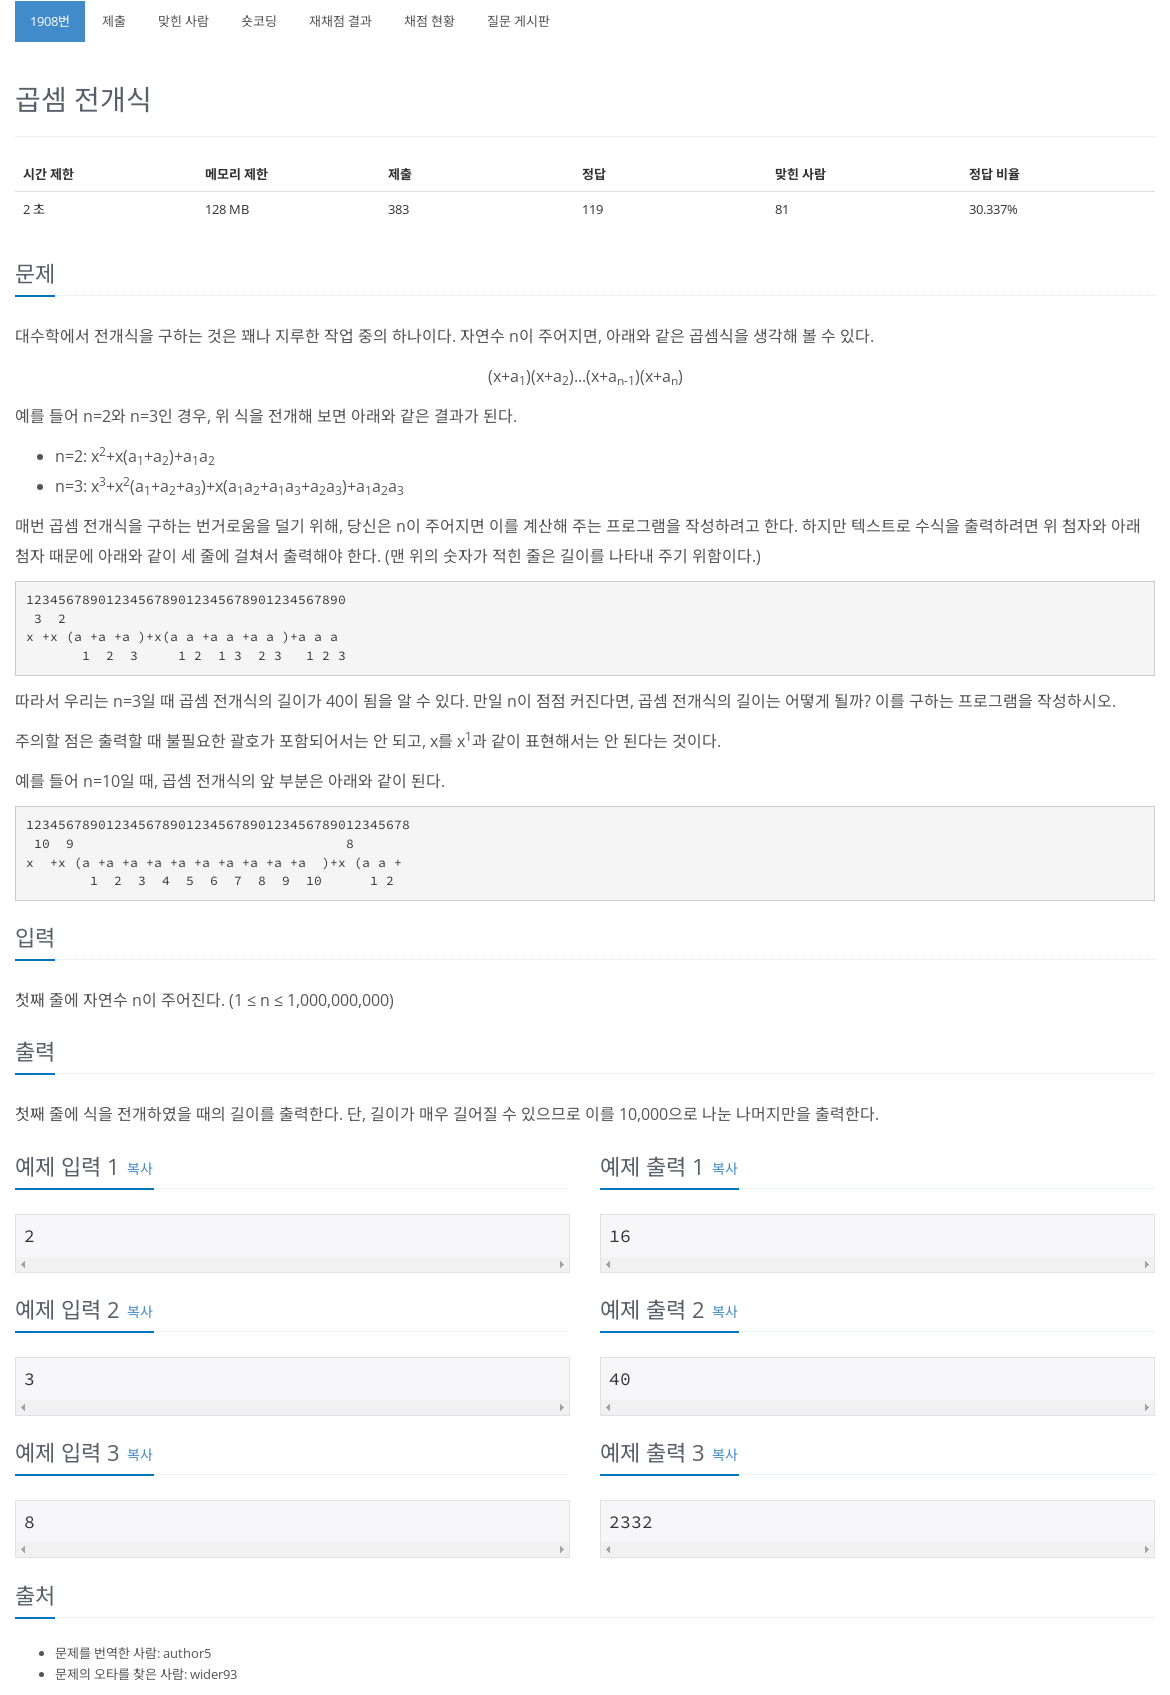 1908번 제출 맞힌 사람 숏코딩 재채점 결과 채점 현황 질문 게시판
곱셈 전개식
시간 제한 메모리 제한 제출 정답 맞힌 사람 정답 비율
2 초 128 MB 383 119 81 30.337%
문제
대수학에서 전개식을 구하는 것은 꽤나 지루한 작업 중의 하나이다. 자연수 n이 주어지면, 아래와 같은 곱셈식을 생각해 볼 수 있다.
(x+a1)(x+a2)...(x+an-1)(x+an)
예를 들어 n=2와 n=3인 경우, 위 식을 전개해 보면 아래와 같은 결과가 된다.
• n=2: x2+x(a1+a2)+a1a2
• n=3: x3+x2(a1+a2+a3)+x(a1a2+a1a3+a2a3)+a1a2a3
매번 곱셈 전개식을 구하는 번거로움을 덜기 위해, 당신은 n이 주어지면 이를 계산해 주는 프로그램을 작성하려고 한다. 하지만 텍스트로 수식을 출력하려면 위 첨자와 아래
첨자 때문에 아래와 같이 세 줄에 걸쳐서 출력해야 한다. (맨 위의 숫자가 적힌 줄은 길이를 나타내 주기 위함이다.)
1234567890123456789012345678901234567890
 3  2
x +x (a +a +a )+x(a a +a a +a a )+a a a
       1  2  3     1 2  1 3  2 3   1 2 3
따라서 우리는 n=3일 때 곱셈 전개식의 길이가 40이 됨을 알 수 있다. 만일 n이 점점 커진다면, 곱셈 전개식의 길이는 어떻게 될까? 이를 구하는 프로그램을 작성하시오.
주의할 점은 출력할 때 불필요한 괄호가 포함되어서는 안 되고, x를 x1과 같이 표현해서는 안 된다는 것이다.
예를 들어 n=10일 때, 곱셈 전개식의 앞 부분은 아래와 같이 된다.
123456789012345678901234567890123456789012345678
 10  9                                  8
x  +x (a +a +a +a +a +a +a +a +a +a  )+x (a a +
        1  2  3  4  5  6  7  8  9  10      1 2
입력
첫째 줄에 자연수 n이 주어진다. (1 ≤ n ≤ 1,000,000,000)
출력
첫째 줄에 식을 전개하였을 때의 길이를 출력한다. 단, 길이가 매우 길어질 수 있으므로 이를 10,000으로 나눈 나머지만을 출력한다.
예제 입력 1 복사 예제 출력 1 복사
2 16
예제 입력 2 복사 예제 출력 2 복사
3 40
예제 입력 3 복사 예제 출력 3 복사
8 2332
출처
• 문제를 번역한 사람: author5
• 문제의 오타를 찾은 사람: wider93